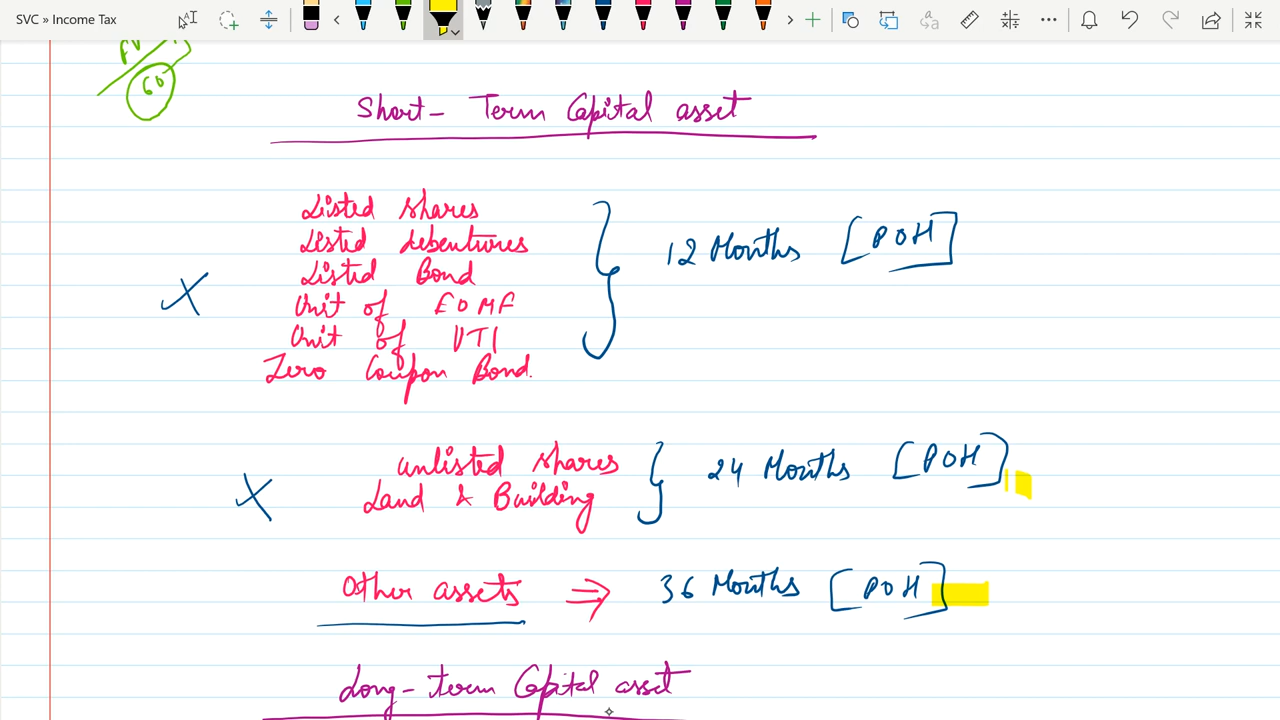 SVC » Income Tax
FV
60
Short- Term Capital asset
Listed shares
Listed debentures
Listed Bond
Unit of EOMF
Unit of UTI
Zero Coupon Bond.
12 Months [POH]
unlisted shares
Land & Building
24 Months [POH]
Other assets ⇒ 36 Months [POH]
Long-term Capital asset